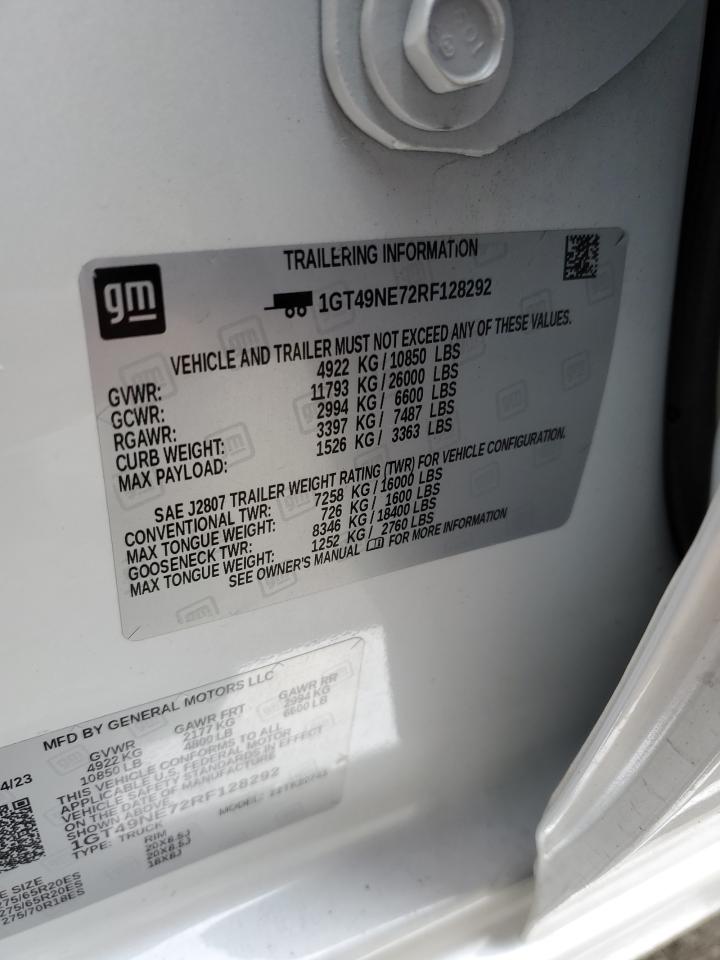 TRAILERING INFORMATION
gm
1GT49NE72RF128292
VEHICLE AND TRAILER MUST NOT EXCEED ANY OF THESE VALUES.
GVWR: 4922 KG / 10850 LBS
GCWR: 11793 KG / 26000 LBS
RGAWR: 2994 KG / 6600 LBS
CURB WEIGHT: 3397 KG / 7487 LBS
MAX PAYLOAD: 1526 KG / 3363 LBS
SAE J2807 TRAILER WEIGHT RATING (TWR) FOR VEHICLE CONFIGURATION.
CONVENTIONAL TWR: 7258 KG / 16000 LBS
MAX TONGUE WEIGHT: 726 KG / 1600 LBS
GOOSENECK TWR: 8346 KG / 18400 LBS
MAX TONGUE WEIGHT: 1252 KG / 2760 LBS
SEE OWNER'S MANUAL FOR MORE INFORMATION
MFD BY GENERAL MOTORS LLC
4/23 GVWR GAWR FRT GAWR RR
4922 KG 2177 KG 2994 KG
10850 LB 4800 LB 6600 LB
THIS VEHICLE CONFORMS TO ALL
APPLICABLE U.S. FEDERAL MOTOR
VEHICLE SAFETY STANDARDS IN EFFECT
ON THE DATE OF MANUFACTURE
SHOWN ABOVE.
1GT49NE72RF128292
TYPE: TRUCK MODEL:
E SIZE RIM
275/65R20ES 20X8.5J
275/65R20ES 20X8.5J
275/70R18ES 18X8J